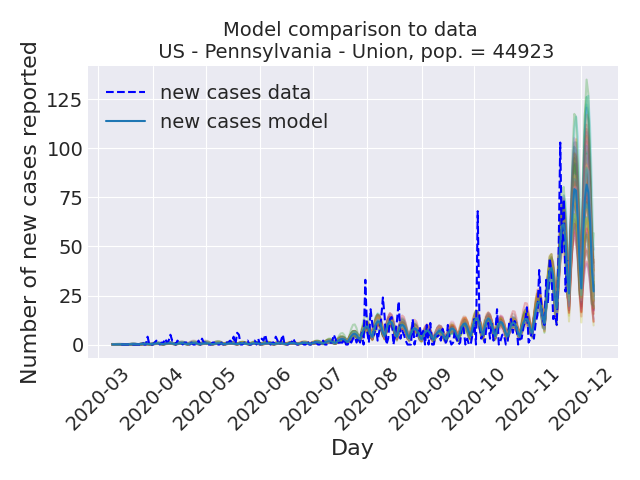 Model comparison to data
US - Pennsylvania - Union, pop. = 44923
Number of new cases reported
125
100
75
50
25
0
new cases data
new cases model
2020-03
2020-04
2020-05
2020-06
2020-07
2020-08
2020-09
2020-10
2020-11
2020-12
Day